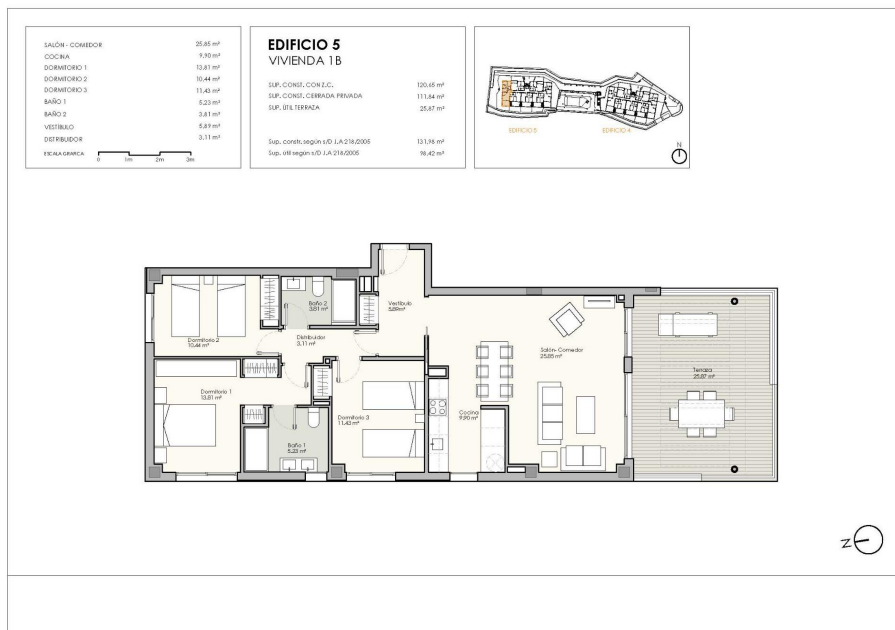 SALÓN - COMEDOR 25,85 m²
COCINA 9,90 m²
DORMITORIO 1 13,81 m²
DORMITORIO 2 10,44 m²
DORMITORIO 3 11,43 m²
BAÑO 1 5,23 m²
BAÑO 2 3,81 m²
VESTÍBULO 5,89 m²
DISTRIBUIDOR 3,11 m²
ESCALA GRÁFICA 0 1m 2m 3m
EDIFICIO 5
VIVIENDA 1B
SUP. CONST. CON Z.C. 120,65 m²
SUP. CONST. CERRADA PRIVADA 111,84 m²
SUP. ÚTIL TERRAZA 25,87 m²
Sup. constr. según s/D J.A 218/2005 131,98 m²
Sup. útil según s/D J.A 218/2005 98,42 m²
EDIFICIO 5
EDIFICIO 4
N
Baño 2
3.81 m²
Vestíbulo
5.89m²
Dormitorio 2
10.44 m²
Distribuidor
3.11 m²
Salón- Comedor
25.85 m²
Terraza
25.87 m²
Dormitorio 1
13.81 m²
Dormitorio 3
11.43 m²
Cocina
9.90 m²
Baño 1
5.23 m²
N